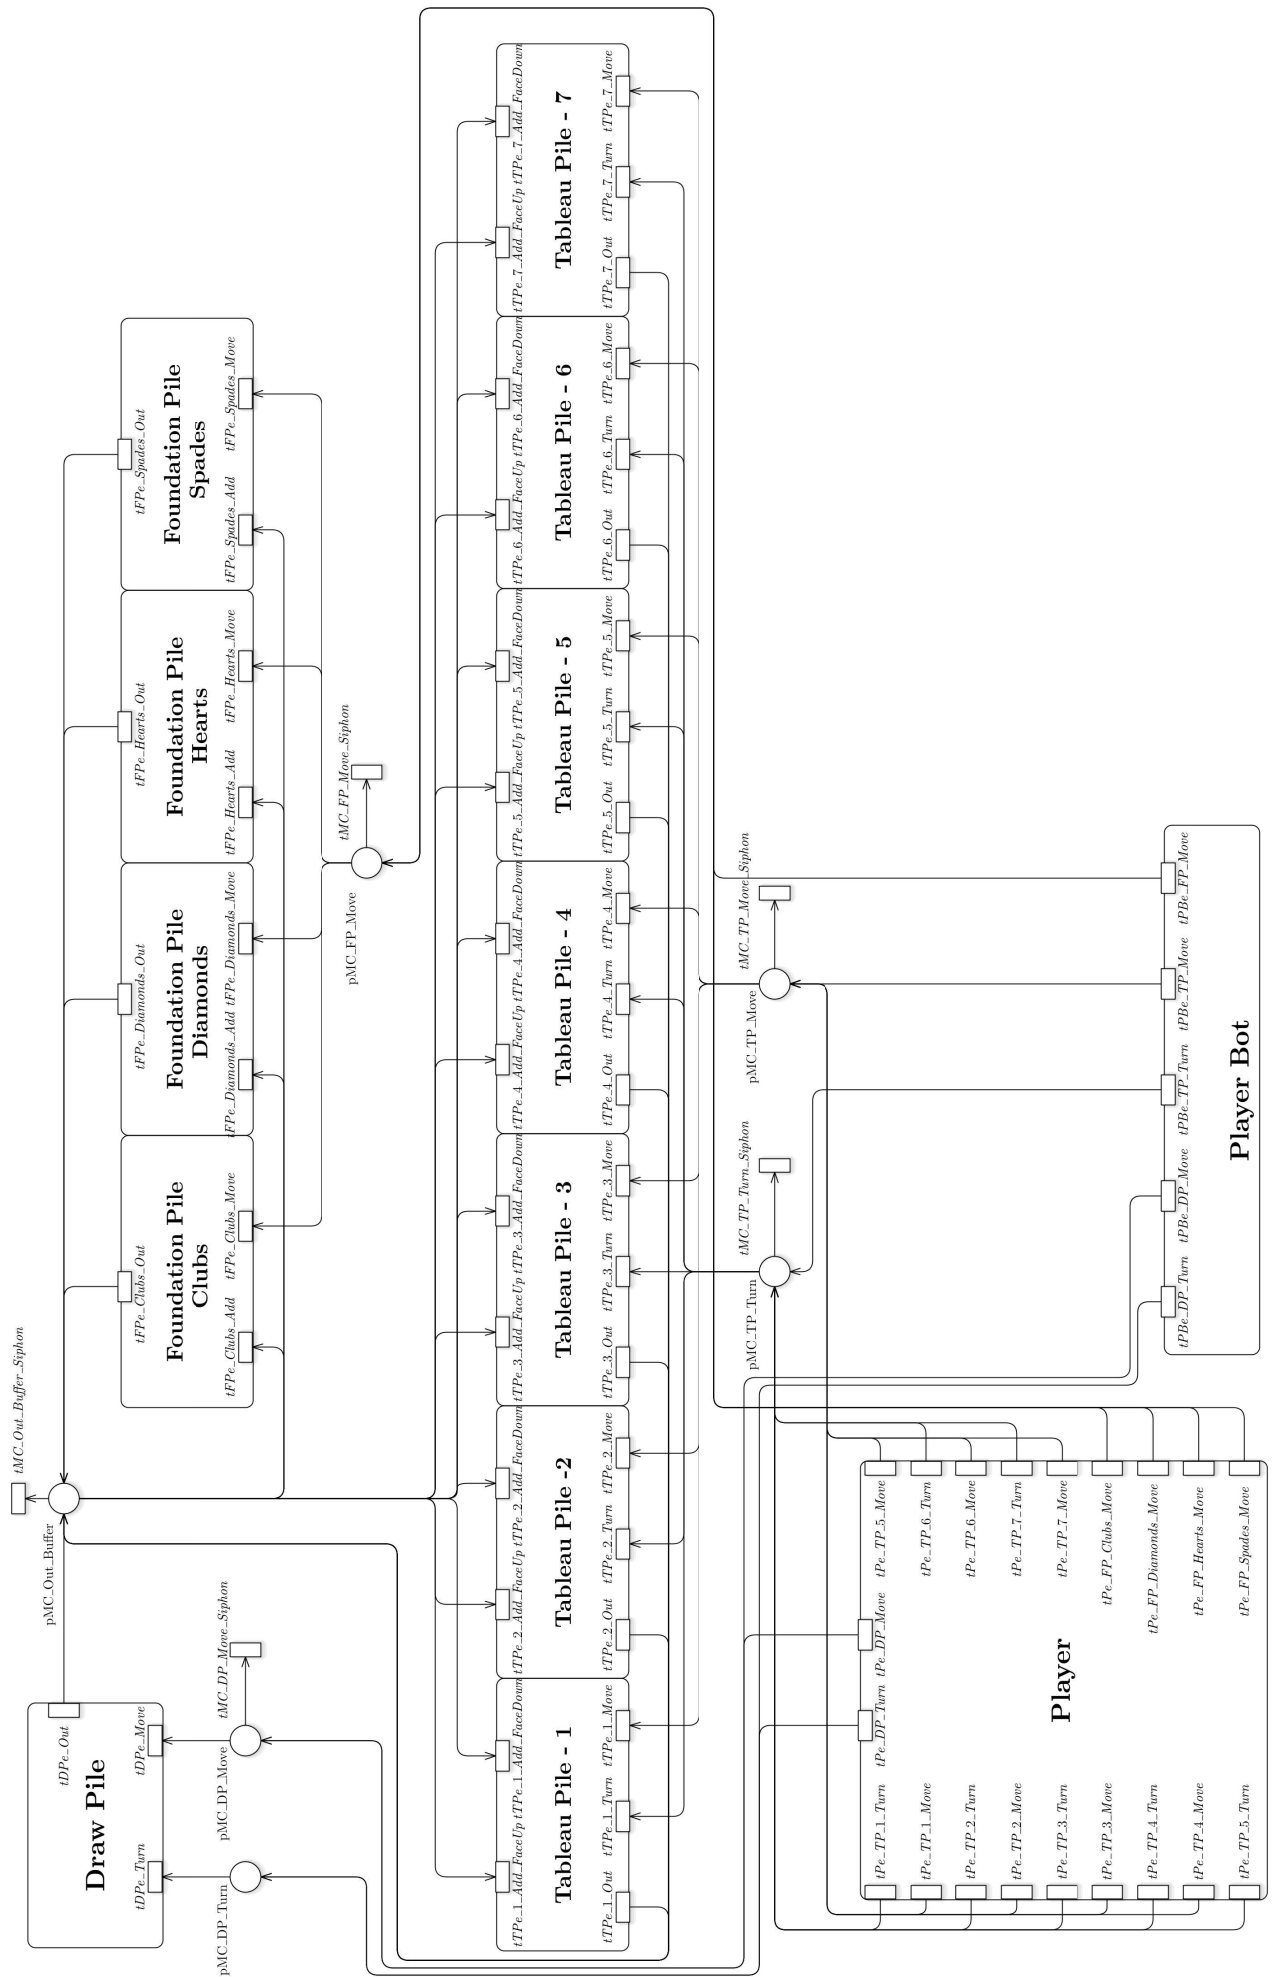 tMC_Out_Buffer_Siphon
pMC_Out_Buffer
Draw Pile
tDPe_Out
tDPe_Turn
tDPe_Move
pMC_DP_Turn
pMC_DP_Move
tMC_DP_Move_Siphon
Foundation Pile
Clubs
tFPe_Clubs_Out
tFPe_Clubs_Add
tFPe_Clubs_Move
Foundation Pile
Diamonds
tFPe_Diamonds_Out
tFPe_Diamonds_Add
tFPe_Diamonds_Move
Foundation Pile
Hearts
tFPe_Hearts_Out
tFPe_Hearts_Add
tFPe_Hearts_Move
Foundation Pile
Spades
tFPe_Spades_Out
tFPe_Spades_Add
tFPe_Spades_Move
pMC_FP_Move
tMC_FP_Move_Siphon
tTPe_1_Add_FaceUp
tTPe_1_Add_FaceDown
Tableau Pile - 1
tTPe_1_Out
tTPe_1_Turn
tTPe_1_Move
tTPe_2_Add_FaceUp
tTPe_2_Add_FaceDown
Tableau Pile -2
tTPe_2_Out
tTPe_2_Turn
tTPe_2_Move
tTPe_3_Add_FaceUp
tTPe_3_Add_FaceDown
Tableau Pile - 3
tTPe_3_Out
tTPe_3_Turn
tTPe_3_Move
tTPe_4_Add_FaceUp
tTPe_4_Add_FaceDown
Tableau Pile - 4
tTPe_4_Out
tTPe_4_Turn
tTPe_4_Move
tTPe_5_Add_FaceUp
tTPe_5_Add_FaceDown
Tableau Pile - 5
tTPe_5_Out
tTPe_5_Turn
tTPe_5_Move
tTPe_6_Add_FaceUp
tTPe_6_Add_FaceDown
Tableau Pile - 6
tTPe_6_Out
tTPe_6_Turn
tTPe_6_Move
tTPe_7_Add_FaceUp
tTPe_7_Add_FaceDown
Tableau Pile - 7
tTPe_7_Out
tTPe_7_Turn
tTPe_7_Move
pMC_TP_Turn
tMC_TP_Turn_Siphon
pMC_TP_Move
tMC_TP_Move_Siphon
Player
tPe_DP_Turn
tPe_DP_Move
tPe_TP_1_Turn
tPe_TP_1_Move
tPe_TP_2_Turn
tPe_TP_2_Move
tPe_TP_3_Turn
tPe_TP_3_Move
tPe_TP_4_Turn
tPe_TP_4_Move
tPe_TP_5_Turn
tPe_TP_5_Move
tPe_TP_6_Turn
tPe_TP_6_Move
tPe_TP_7_Turn
tPe_TP_7_Move
tPe_FP_Clubs_Move
tPe_FP_Diamonds_Move
tPe_FP_Hearts_Move
tPe_FP_Spades_Move
tPBe_DP_Turn
tPBe_DP_Move
tPBe_TP_Turn
tPBe_TP_Move
tPBe_FP_Move
Player Bot